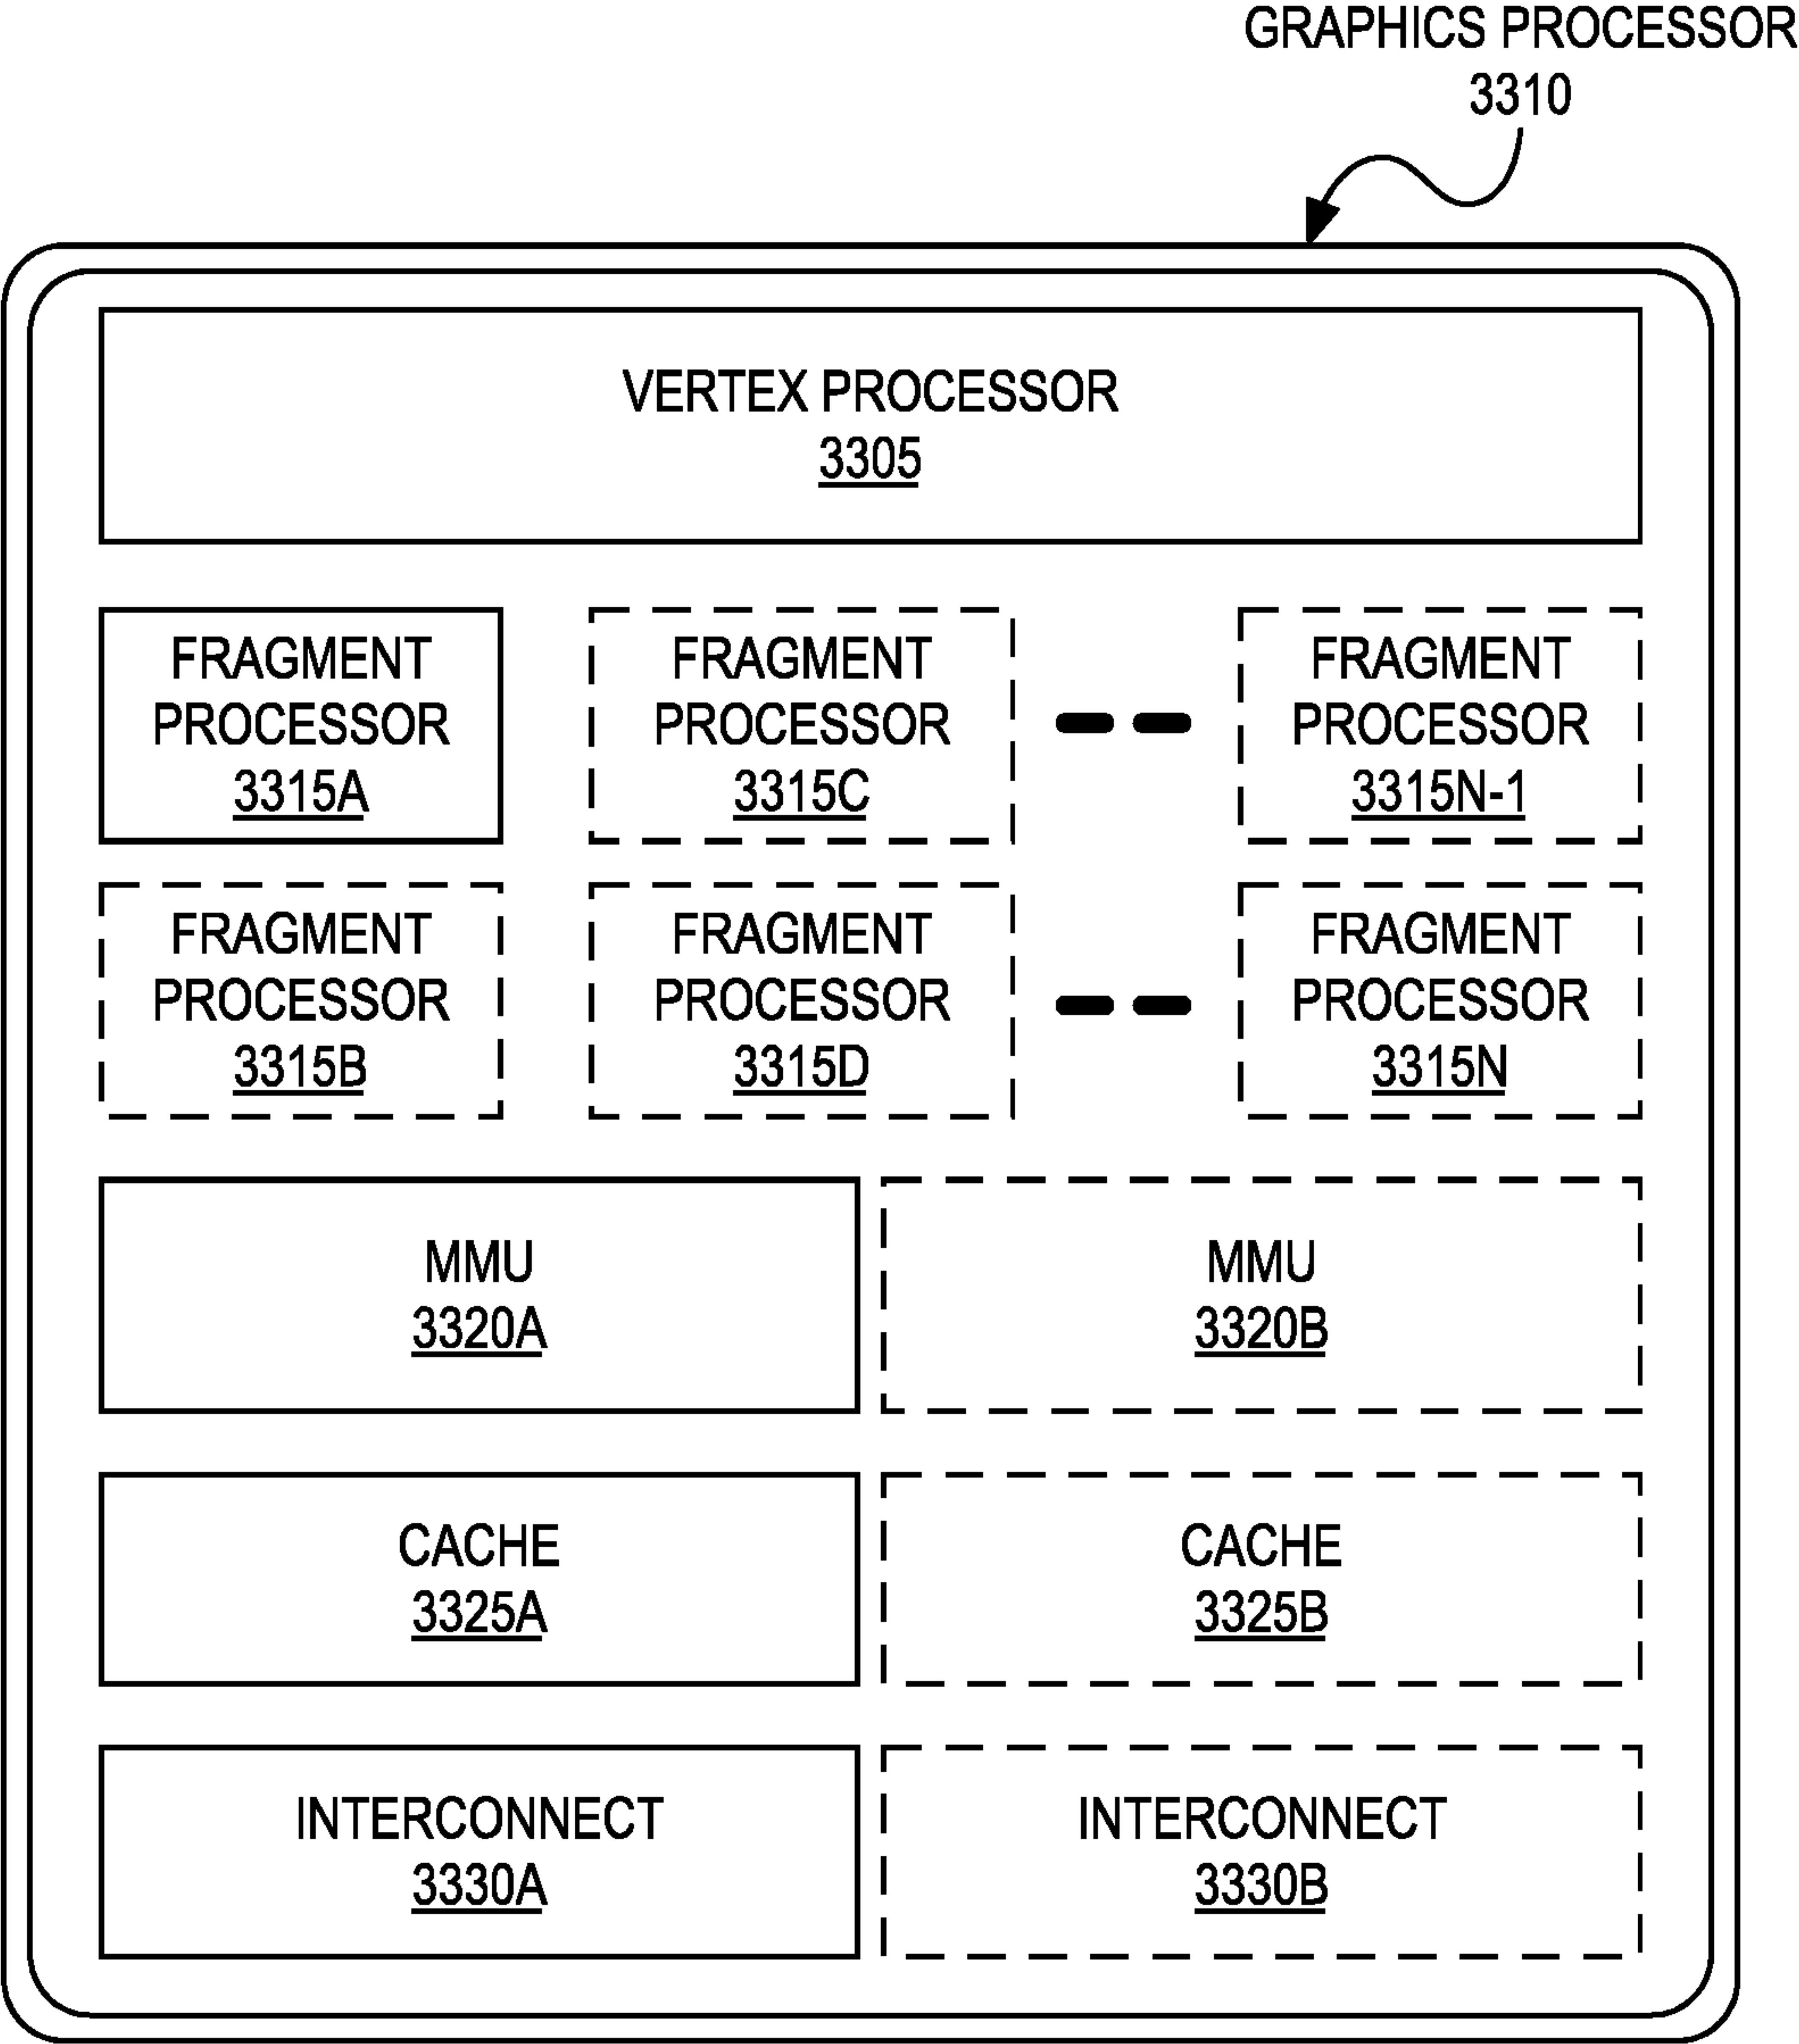 GRAPHICS PROCESSOR
3310
VERTEX PROCESSOR
3305
FRAGMENT
PROCESSOR
3315A
FRAGMENT
PROCESSOR
3315C
FRAGMENT
PROCESSOR
3315N-1
FRAGMENT
PROCESSOR
3315B
FRAGMENT
PROCESSOR
3315D
FRAGMENT
PROCESSOR
3315N
MMU
3320A
MMU
3320B
CACHE
3325A
CACHE
3325B
INTERCONNECT
3330A
INTERCONNECT
3330B